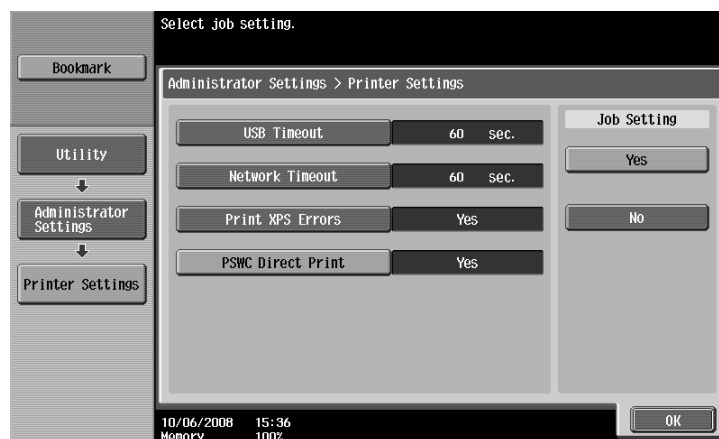 Select job setting.
Bookmark
Administrator Settings > Printer Settings
Utility
Administrator
Settings
Printer Settings
USB Timeout 60 sec.
Network Timeout 60 sec.
Print XPS Errors Yes
PSWC Direct Print Yes
Job Setting
Yes
No
10/06/2008 15:36
Memory 100%
OK